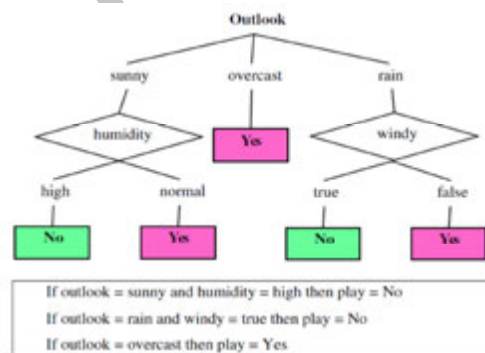 Outlook
sunny overcast rain
humidity Yes windy
high normal true false
No Yes No Yes
If outlook = sunny and humidity = high then play = No
If outlook = rain and windy = true then play = No
If outlook = overcast then play = Yes